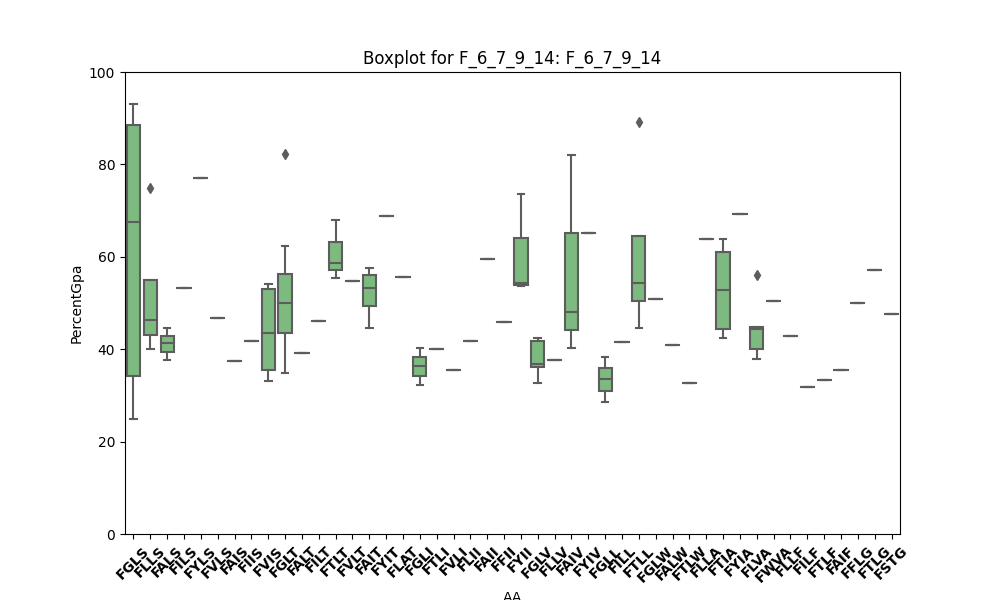 Boxplot for F_6_7_9_14: F_6_7_9_14
PercentGpa
100
80
60
40
20
0
FGLS FLLS FALS FILS FYLS FVLS FAIS FIIS FVIS FGLT FALT FILT FTLT FVLT FAIT FYIT FLAT FGLI FTLI FVLI FLII FAII FFII FYII FGLV FLLV FAIV FYIV FGLL FILL FTLL FGLW FALW FTLW FLLA FTIA FYIA FLVA FWVA FLLF FILF FTLF FAIF FFLG FTLG FSTG
AA